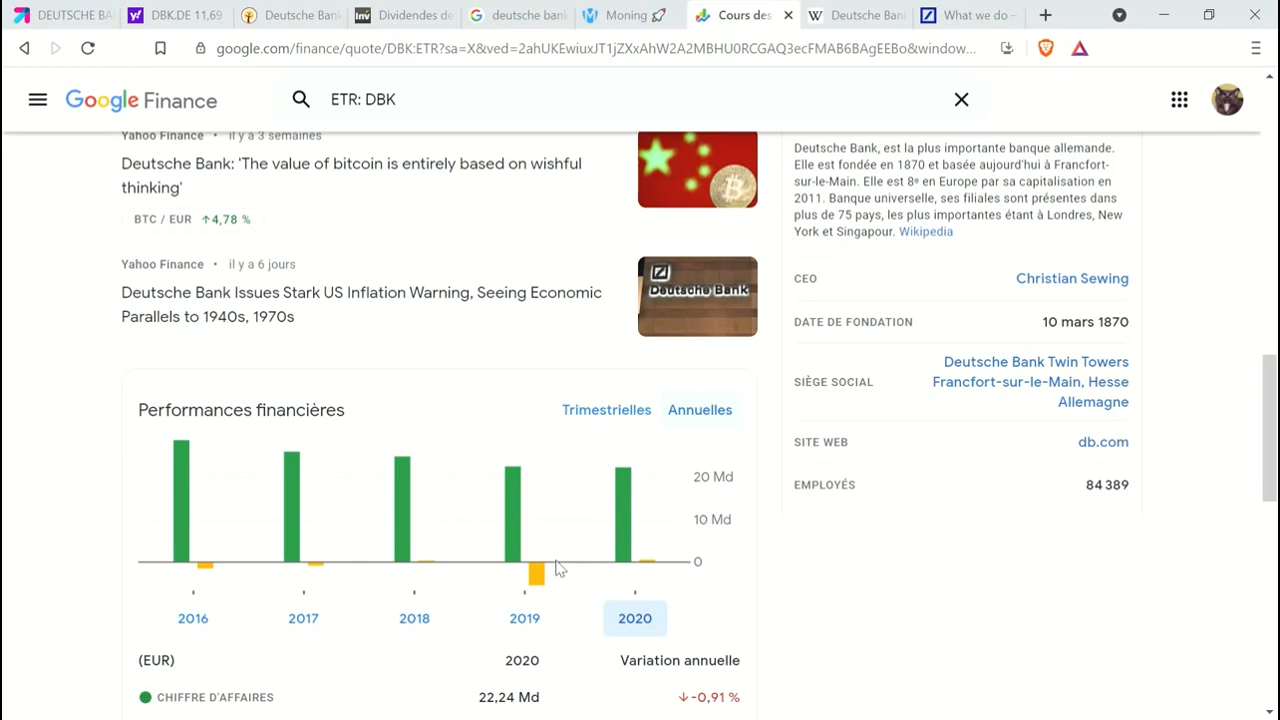 DEUTSCHE BA
DBK.DE 11,69
Deutsche Bank
Dividendes de
deutsche bank
Moning 🚀
Cours des
Deutsche Bank
What we do –
google.com/finance/quote/DBK:ETR?sa=X&ved=2ahUKEwiuxJT1jZXxAhW2A2MBHU0RCGAQ3ecFMAB6BAgEEBo&window...
Google Finance
ETR: DBK
Yahoo Finance • il y a 3 semaines
Deutsche Bank: 'The value of bitcoin is entirely based on wishful
thinking'
BTC / EUR ↑4,78 %
Yahoo Finance • il y a 6 jours
Deutsche Bank Issues Stark US Inflation Warning, Seeing Economic
Parallels to 1940s, 1970s
Deutsche Bank
Performances financières
Trimestrielles
Annuelles
20 Md
10 Md
0
2016
2017
2018
2019
2020
(EUR) 2020 Variation annuelle
CHIFFRE D'AFFAIRES 22,24 Md ↓-0,91 %
Deutsche Bank, est la plus importante banque allemande.
Elle est fondée en 1870 et basée aujourd'hui à Francfort-
sur-le-Main. Elle est 8ᵉ en Europe par sa capitalisation en
2011. Banque universelle, ses filiales sont présentes dans
plus de 75 pays, les plus importantes étant à Londres, New
York et Singapour. Wikipedia
CEO Christian Sewing
DATE DE FONDATION 10 mars 1870
SIÈGE SOCIAL Deutsche Bank Twin Towers
Francfort-sur-le-Main, Hesse
Allemagne
SITE WEB db.com
EMPLOYÉS 84 389